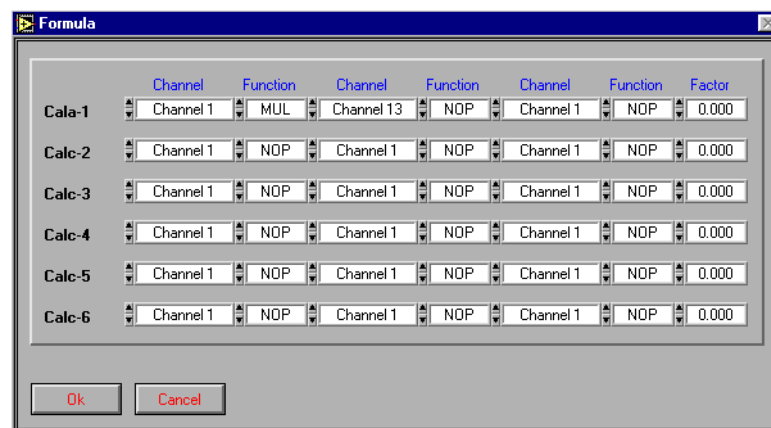 Formula
Channel Function Channel Function Channel Function Factor
Cala-1 Channel 1 MUL Channel 13 NOP Channel 1 NOP 0.000
Calc-2 Channel 1 NOP Channel 1 NOP Channel 1 NOP 0.000
Calc-3 Channel 1 NOP Channel 1 NOP Channel 1 NOP 0.000
Calc-4 Channel 1 NOP Channel 1 NOP Channel 1 NOP 0.000
Calc-5 Channel 1 NOP Channel 1 NOP Channel 1 NOP 0.000
Calc-6 Channel 1 NOP Channel 1 NOP Channel 1 NOP 0.000
Ok Cancel